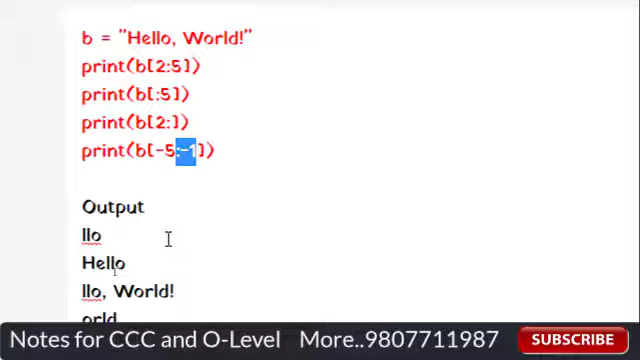 b = "Hello, World!"
print(b[2:5])
print(b[:5])
print(b[2:])
print(b[-5:-1])
Output
llo
Hello
llo, World!
orld
Notes for CCC and O-Level More..9807711987 SUBSCRIBE